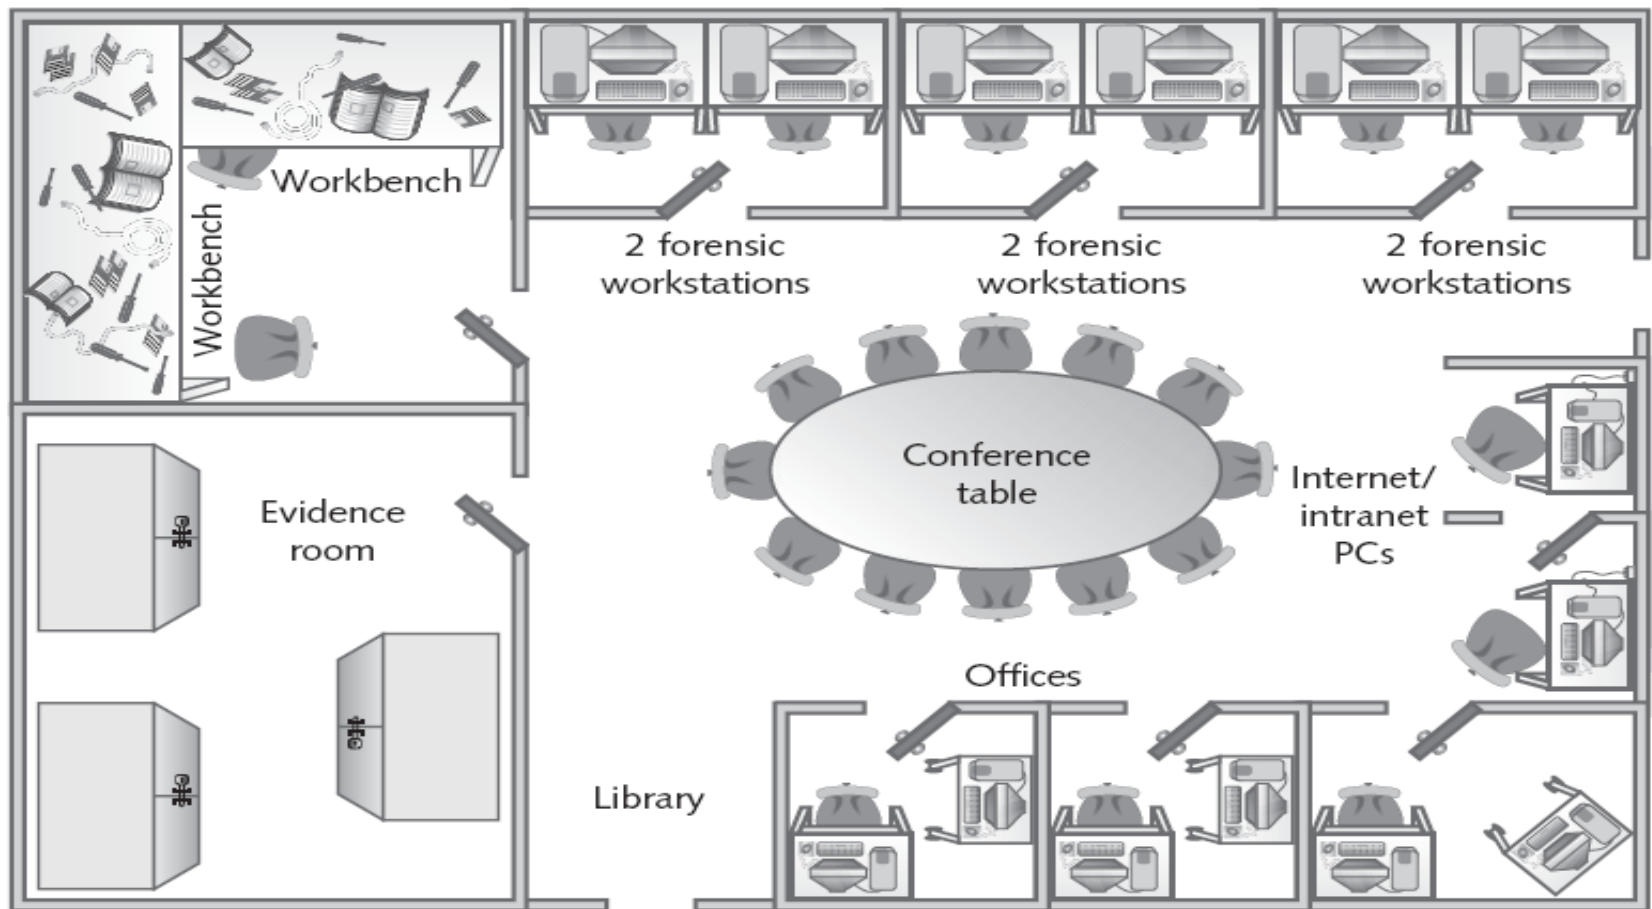 Workbench
Workbench
2 forensic
workstations
2 forensic
workstations
2 forensic
workstations
Conference
table
Internet/
intranet
PCs
Evidence
room
Offices
Library